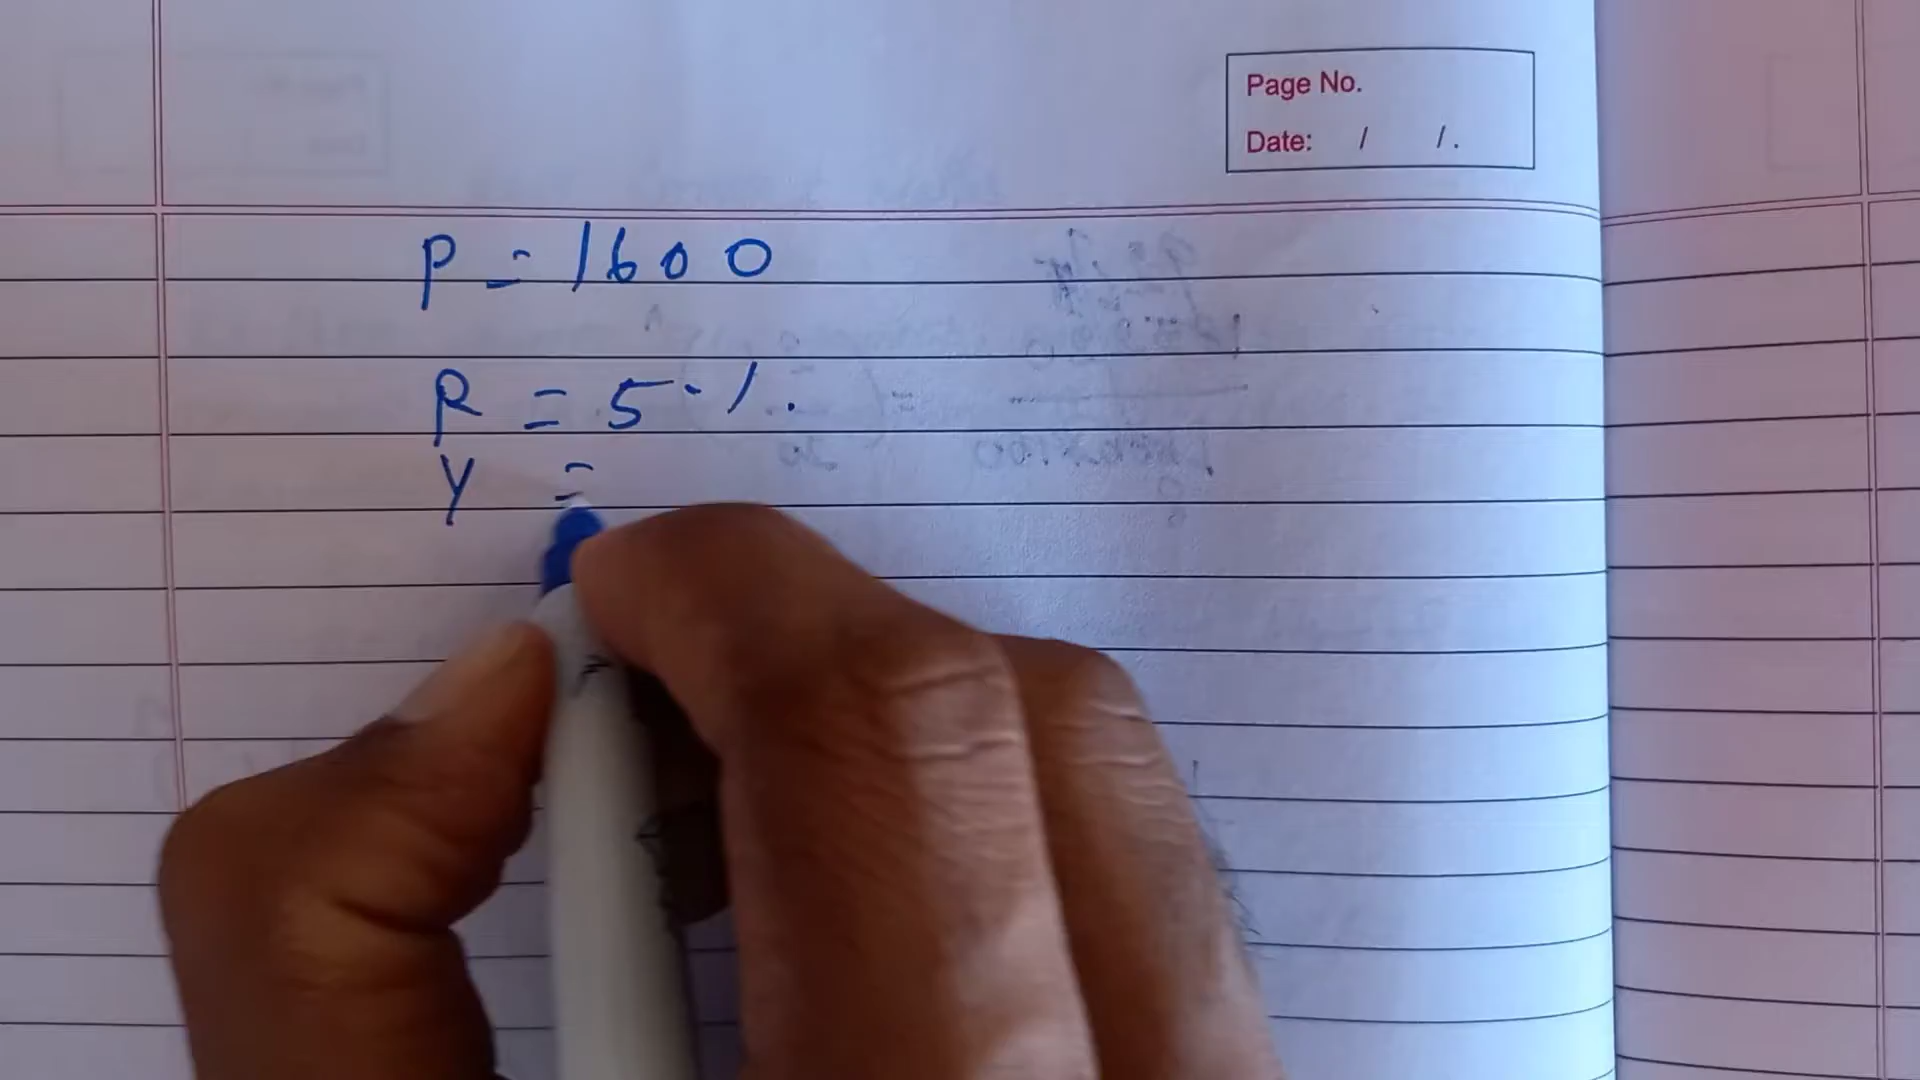 Page No.
Date: / /.
P = 1600
R = 5%
Y =